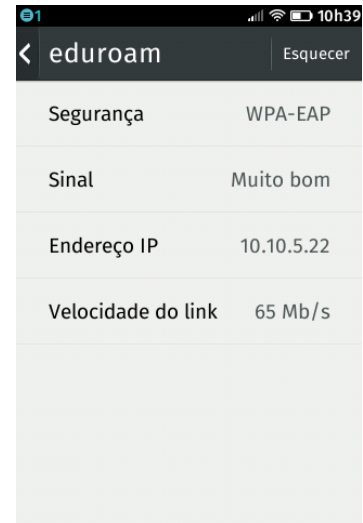 1 10h39
eduroam Esquecer
Segurança WPA-EAP
Sinal Muito bom
Endereço IP 10.10.5.22
Velocidade do link 65 Mb/s